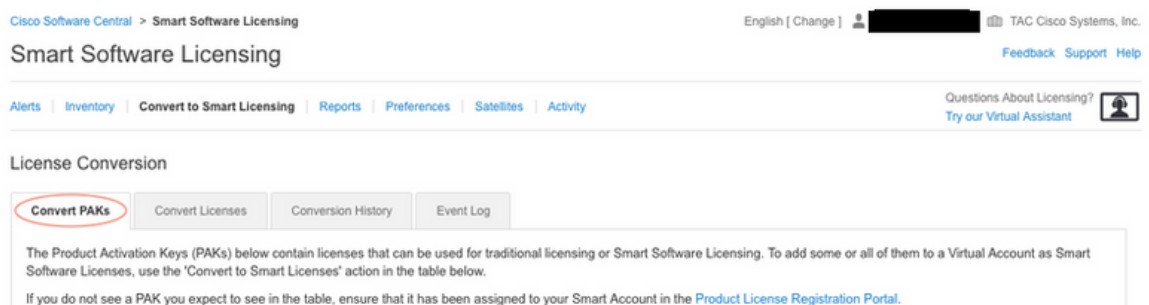 Cisco Software Central > Smart Software Licensing
English [ Change ]
TAC Cisco Systems, Inc.
Smart Software Licensing
Feedback Support Help
Alerts | Inventory | Convert to Smart Licensing | Reports | Preferences | Satellites | Activity
Questions About Licensing?
Try our Virtual Assistant
License Conversion
Convert PAKs
Convert Licenses
Conversion History
Event Log
The Product Activation Keys (PAKs) below contain licenses that can be used for traditional licensing or Smart Software Licensing. To add some or all of them to a Virtual Account as Smart
Software Licenses, use the 'Convert to Smart Licenses' action in the table below.
If you do not see a PAK you expect to see in the table, ensure that it has been assigned to your Smart Account in the Product License Registration Portal.